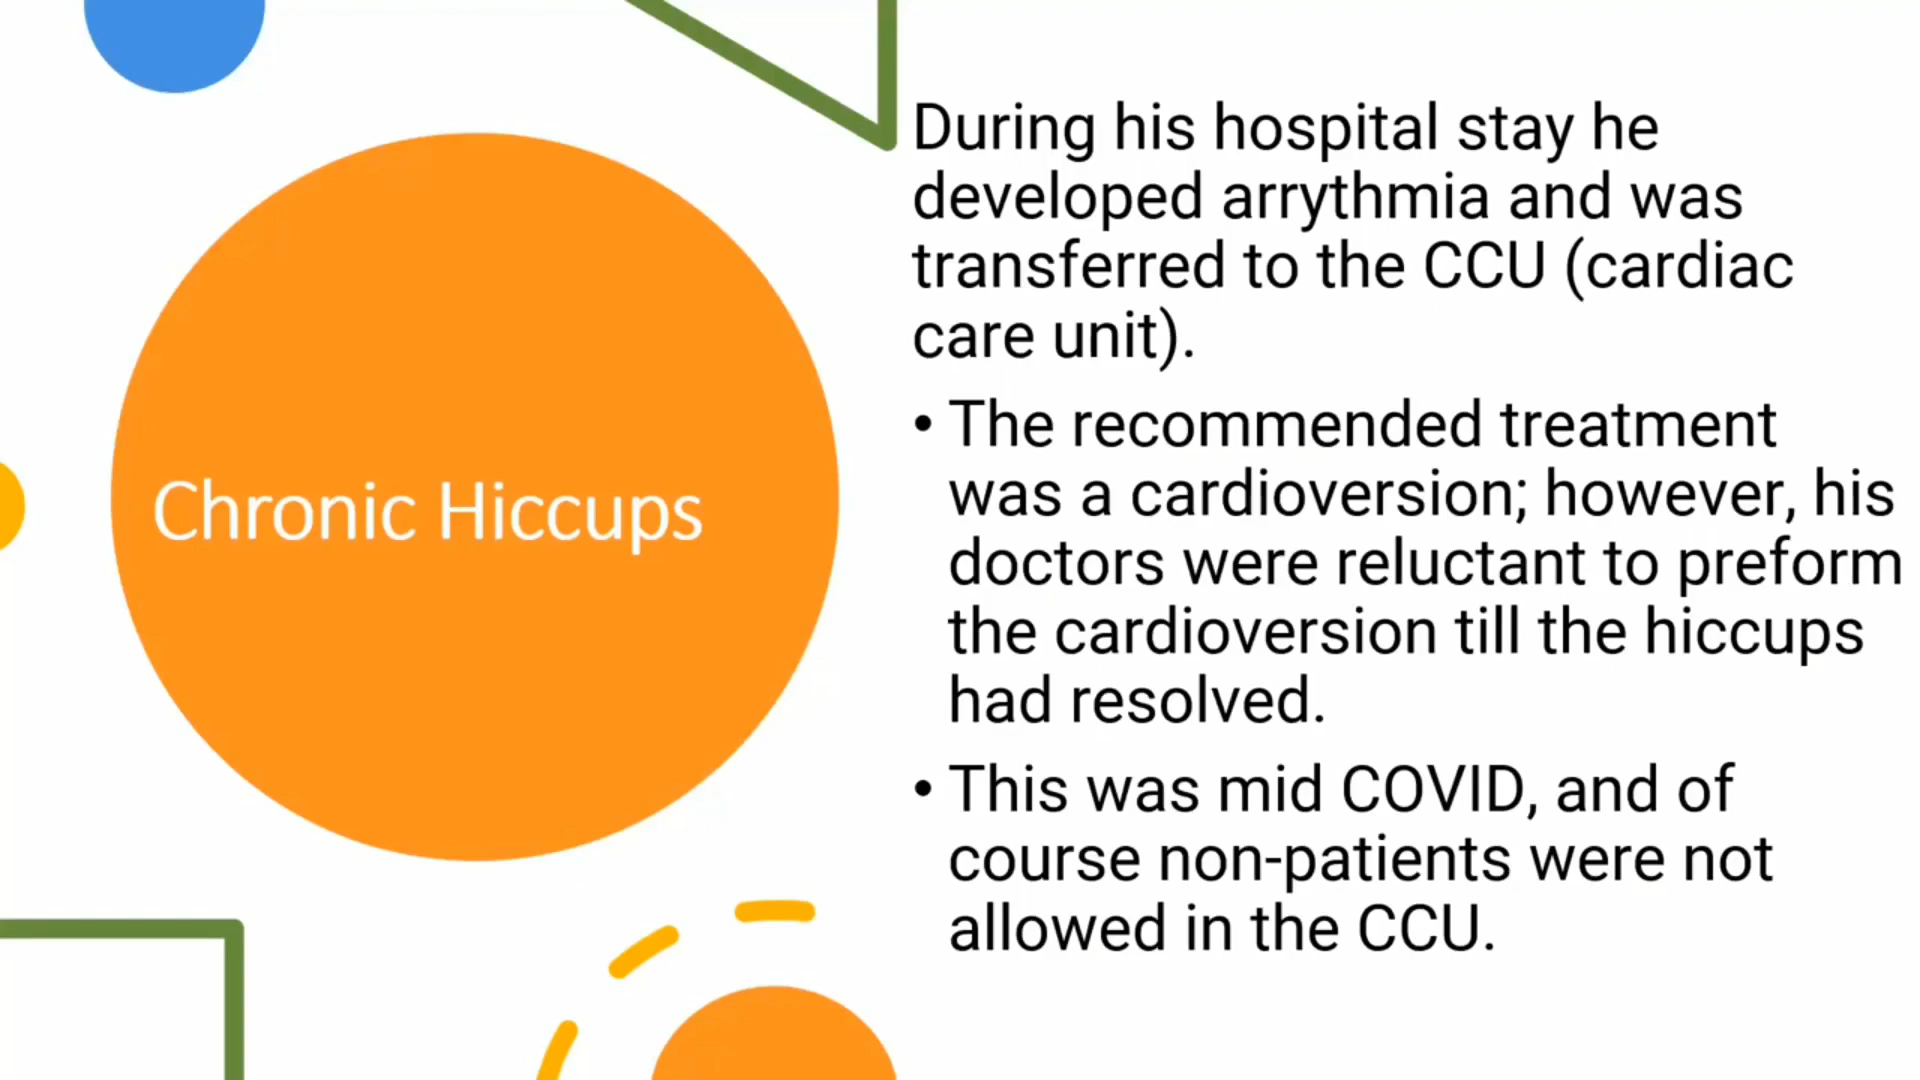 Chronic Hiccups
During his hospital stay he
developed arrythmia and was
transferred to the CCU (cardiac
care unit).
• The recommended treatment
was a cardioversion; however, his
doctors were reluctant to preform
the cardioversion till the hiccups
had resolved.
• This was mid COVID, and of
course non-patients were not
allowed in the CCU.